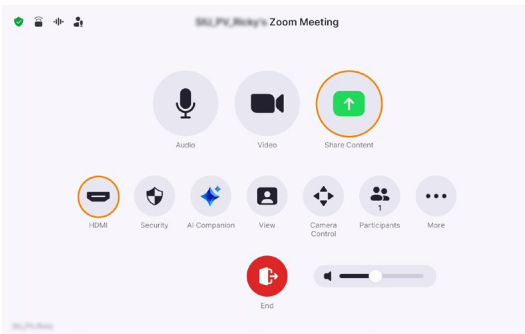 Zoom Meeting
Audio
Video
Share Content
HDMI
Security
AI Companion
View
Camera
Control
1
Participants
More
End